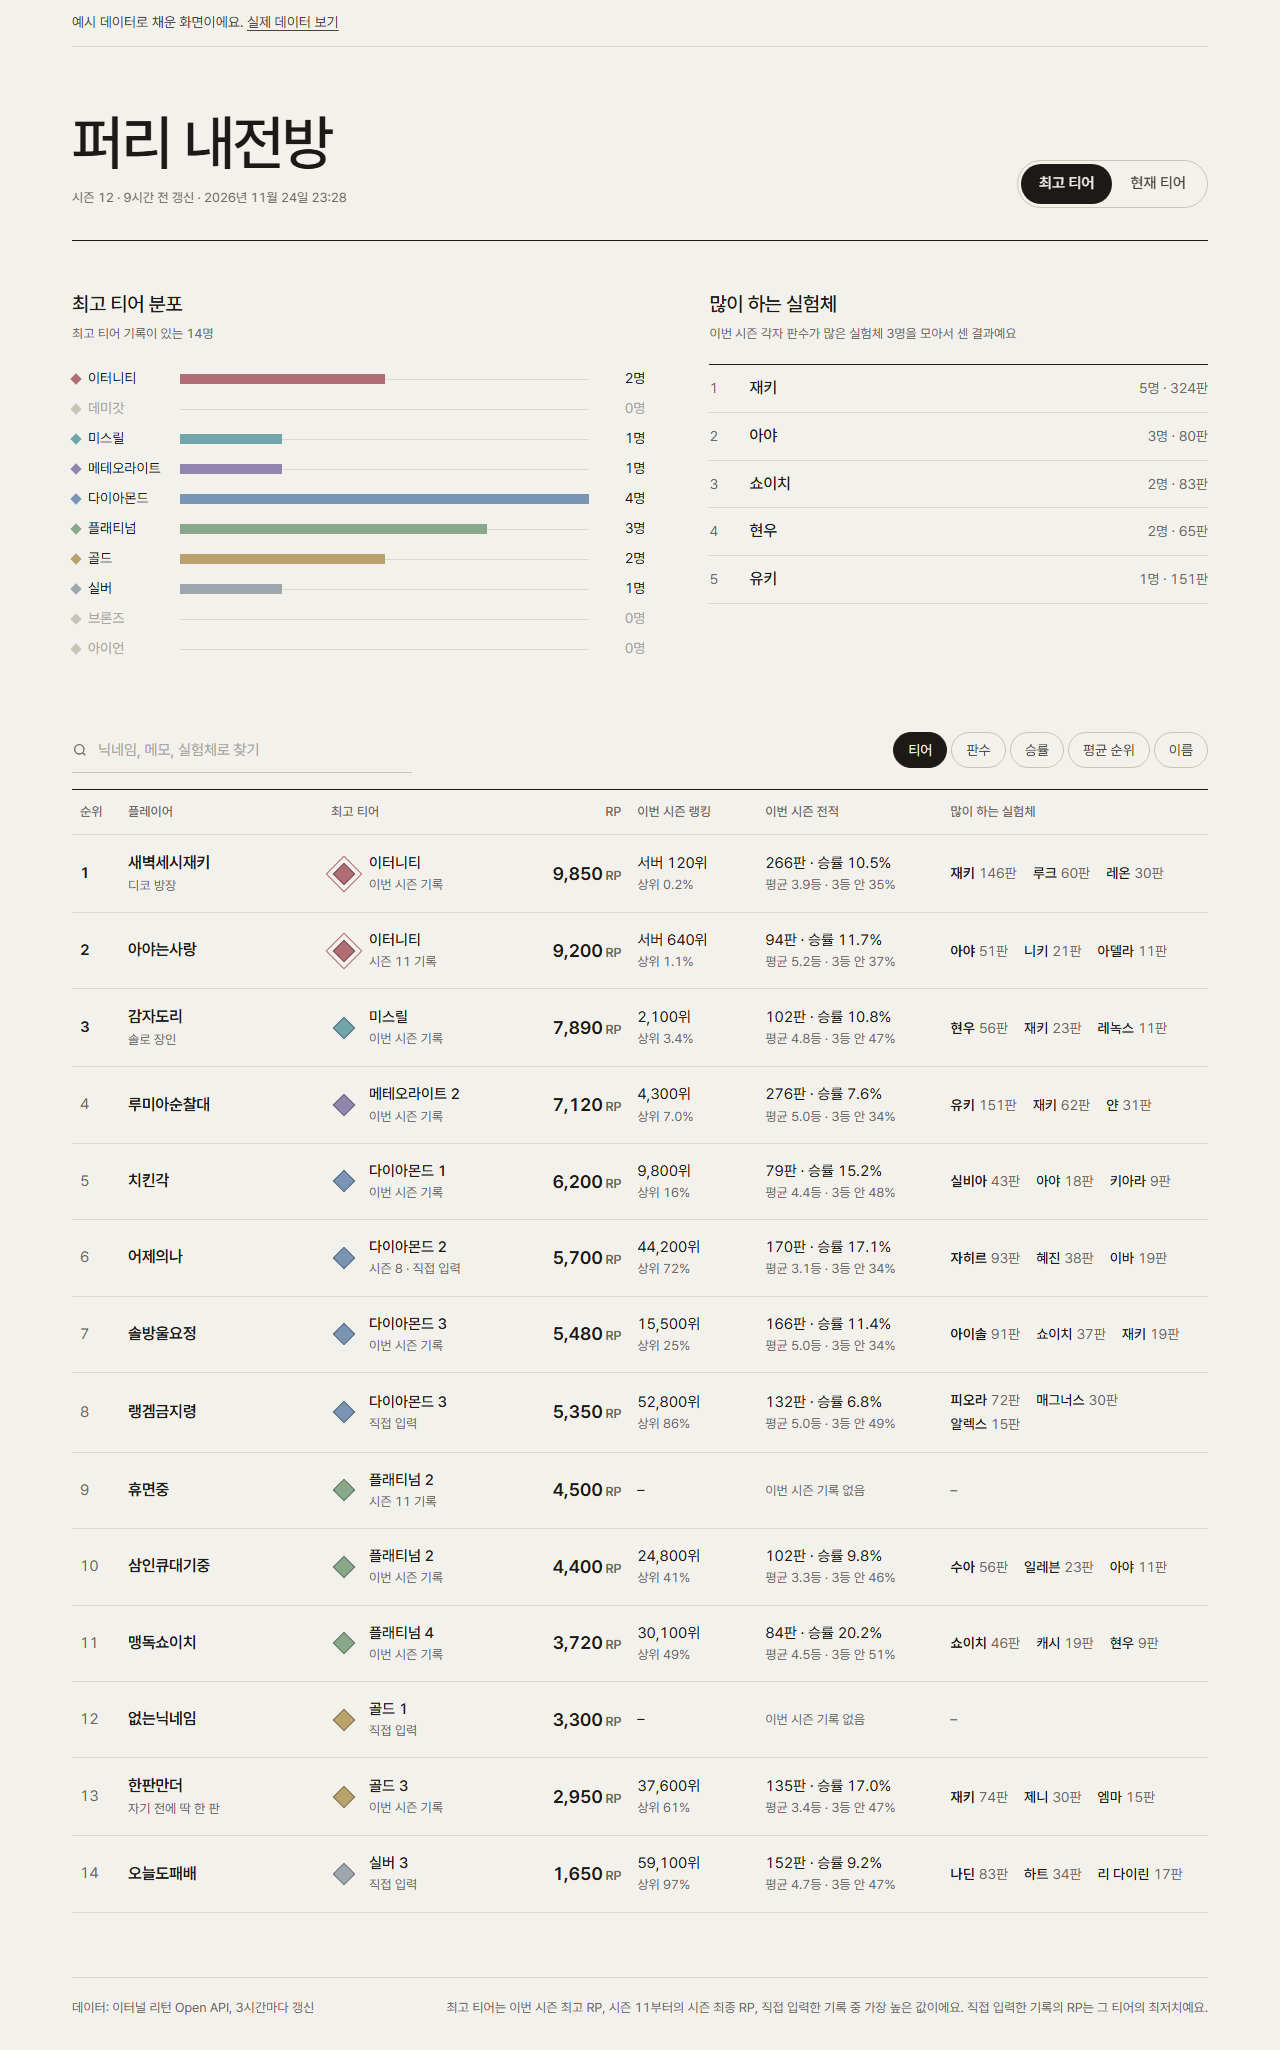 예시 데이터로 채운 화면이에요. 실제 데이터 보기
퍼리 내전방
시즌 12 · 9시간 전 갱신 · 2026년 11월 24일 23:28
최고 티어 현재 티어
최고 티어 분포
최고 티어 기록이 있는 14명
이터니티 2명
데미갓 0명
미스릴 1명
메테오라이트 1명
다이아몬드 4명
플래티넘 3명
골드 2명
실버 1명
브론즈 0명
아이언 0명
많이 하는 실험체
이번 시즌 각자 판수가 많은 실험체 3명을 모아서 센 결과예요
1 재키 5명 · 324판
2 아야 3명 · 80판
3 쇼이치 2명 · 83판
4 현우 2명 · 65판
5 유키 1명 · 151판
닉네임, 메모, 실험체로 찾기
티어 판수 승률 평균 순위 이름
순위 플레이어 최고 티어 RP 이번 시즌 랭킹 이번 시즌 전적 많이 하는 실험체
1 새벽세시재키 이터니티 9,850 RP 서버 120위 266판 · 승률 10.5% 재키 146판 루크 60판 레온 30판
디코 방장 이번 시즌 기록 상위 0.2% 평균 3.9등 · 3등 안 35%
2 아야는사랑 이터니티 9,200 RP 서버 640위 94판 · 승률 11.7% 아야 51판 니키 21판 아델라 11판
시즌 11 기록 상위 1.1% 평균 5.2등 · 3등 안 37%
3 감자도리 미스릴 7,890 RP 2,100위 102판 · 승률 10.8% 현우 56판 재키 23판 레녹스 11판
솔로 장인 이번 시즌 기록 상위 3.4% 평균 4.8등 · 3등 안 47%
4 루미아순찰대 메테오라이트 2 7,120 RP 4,300위 276판 · 승률 7.6% 유키 151판 재키 62판 얀 31판
이번 시즌 기록 상위 7.0% 평균 5.0등 · 3등 안 34%
5 치킨각 다이아몬드 1 6,200 RP 9,800위 79판 · 승률 15.2% 실비아 43판 아야 18판 키아라 9판
이번 시즌 기록 상위 16% 평균 4.4등 · 3등 안 48%
6 어제의나 다이아몬드 2 5,700 RP 44,200위 170판 · 승률 17.1% 자히르 93판 혜진 38판 이바 19판
시즌 8 · 직접 입력 상위 72% 평균 3.1등 · 3등 안 34%
7 솔방울요정 다이아몬드 3 5,480 RP 15,500위 166판 · 승률 11.4% 아이솔 91판 쇼이치 37판 재키 19판
이번 시즌 기록 상위 25% 평균 5.0등 · 3등 안 34%
8 랭겜금지령 다이아몬드 3 5,350 RP 52,800위 132판 · 승률 6.8% 피오라 72판 매그너스 30판
직접 입력 상위 86% 평균 5.0등 · 3등 안 49% 알렉스 15판
9 휴면중 플래티넘 2 4,500 RP – 이번 시즌 기록 없음 –
시즌 11 기록
10 삼인큐대기중 플래티넘 2 4,400 RP 24,800위 102판 · 승률 9.8% 수아 56판 일레븐 23판 아야 11판
이번 시즌 기록 상위 41% 평균 3.3등 · 3등 안 46%
11 맹독쇼이치 플래티넘 4 3,720 RP 30,100위 84판 · 승률 20.2% 쇼이치 46판 캐시 19판 현우 9판
이번 시즌 기록 상위 49% 평균 4.5등 · 3등 안 51%
12 없는닉네임 골드 1 3,300 RP – 이번 시즌 기록 없음 –
직접 입력
13 한판만더 골드 3 2,950 RP 37,600위 135판 · 승률 17.0% 재키 74판 제니 30판 엠마 15판
자기 전에 딱 한 판 이번 시즌 기록 상위 61% 평균 3.4등 · 3등 안 47%
14 오늘도패배 실버 3 1,650 RP 59,100위 152판 · 승률 9.2% 나딘 83판 하트 34판 리 다이린 17판
직접 입력 상위 97% 평균 4.7등 · 3등 안 47%
데이터: 이터널 리턴 Open API, 3시간마다 갱신
최고 티어는 이번 시즌 최고 RP, 시즌 11부터의 시즌 최종 RP, 직접 입력한 기록 중 가장 높은 값이에요. 직접 입력한 기록의 RP는 그 티어의 최저치예요.